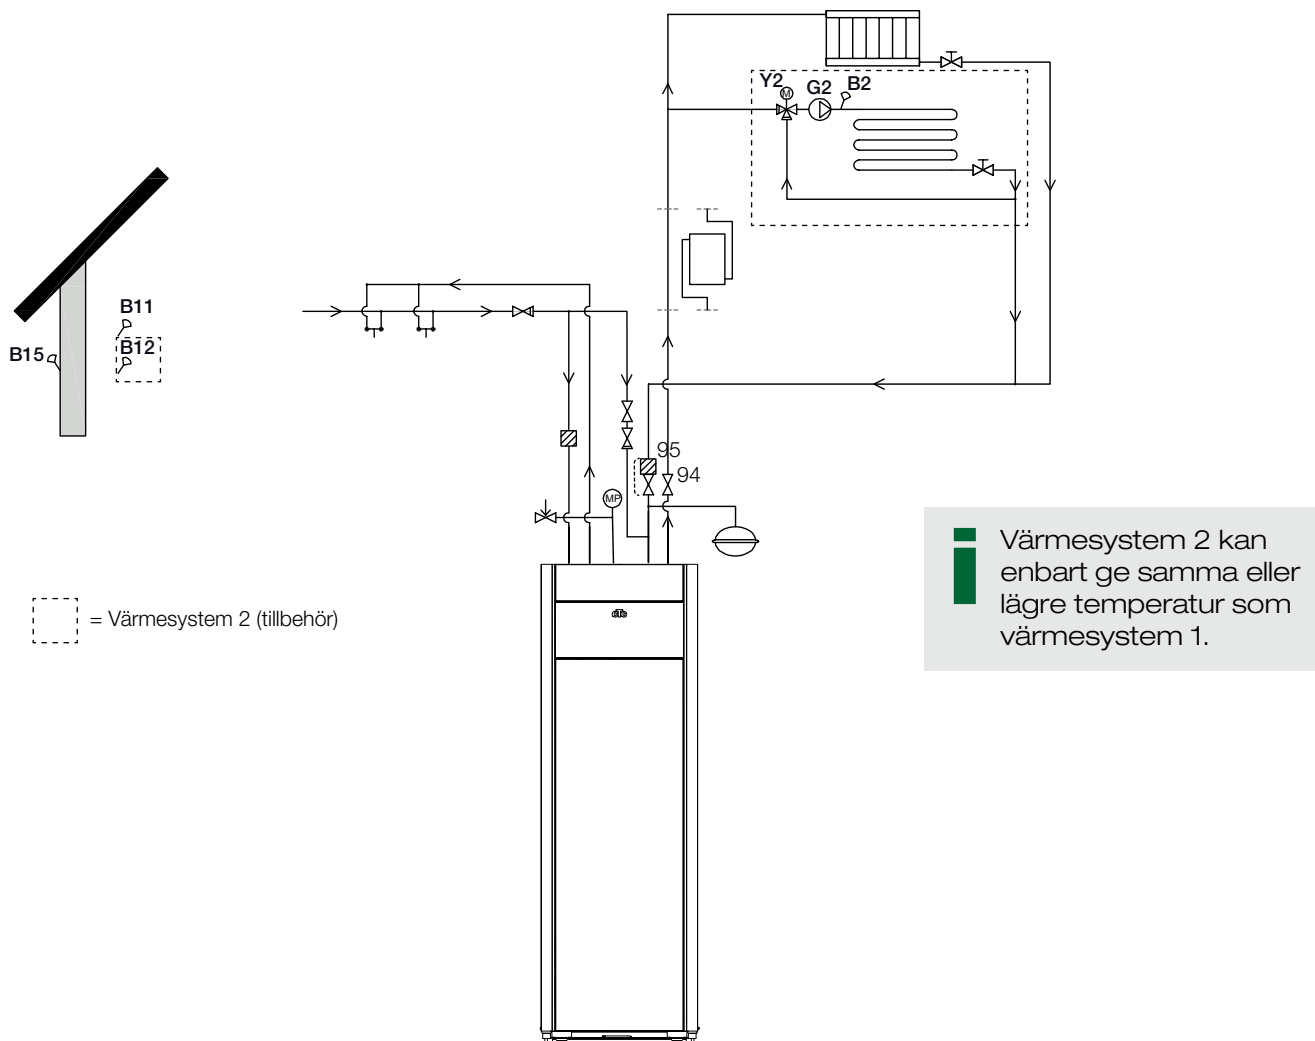 Y2
M
G2
B2
B11
B12
B15
95
94
MP
Värmesystem 2 kan
enbart ge samma eller
lägre temperatur som
värmesystem 1.
= Värmesystem 2 (tillbehör)
CTC